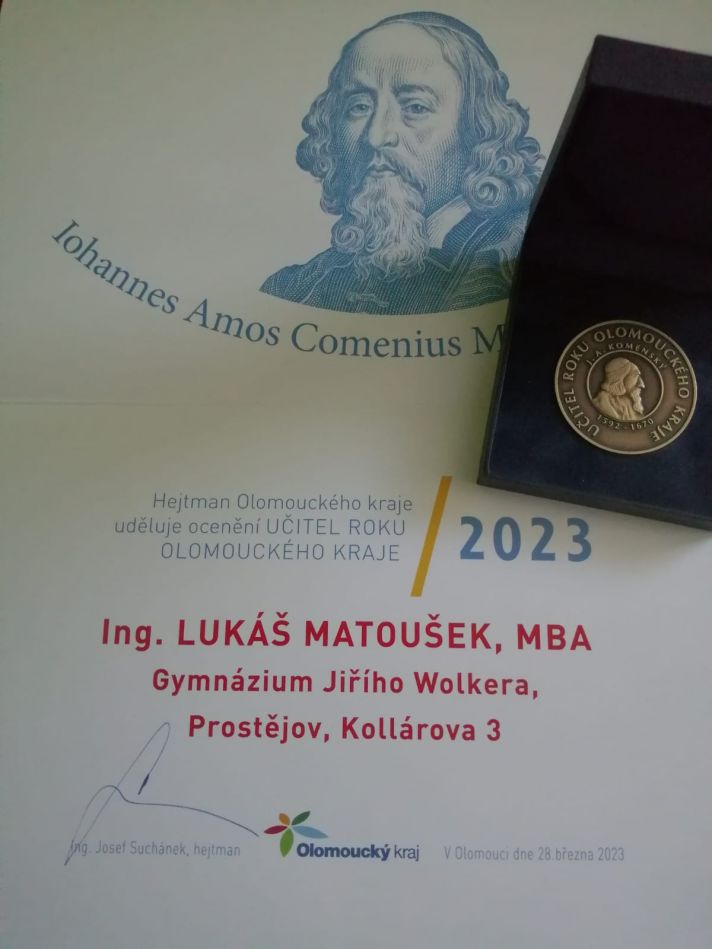 Iohannes Amos Comenius M
UČITEL ROKU OLOMOUCKÉHO KRAJE
J. A. KOMENSKÝ
1592 - 1670
Hejtman Olomouckého kraje
uděluje ocenění UČITEL ROKU
OLOMOUCKÉHO KRAJE
2023
Ing. LUKÁŠ MATOUŠEK, MBA
Gymnázium Jiřího Wolkera,
Prostějov, Kollárova 3
Ing. Josef Suchánek, hejtman
Olomoucký kraj
V Olomouci dne 28.března 2023